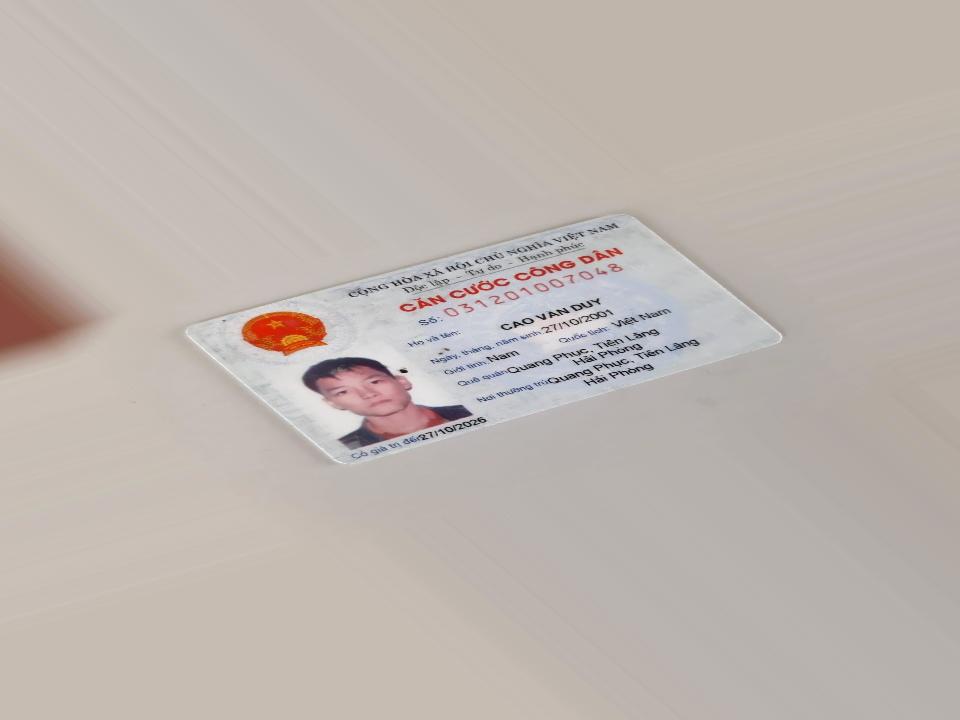 CỘNG HÒA XÃ HỘI CHỦ NGHĨA VIỆT NAM
Độc lập - Tự do - Hạnh phúc
CĂN CƯỚC CÔNG DÂN
Số: 031201007048
Họ và tên: CAO VĂN DUY
Ngày, tháng, năm sinh: 27/10/2001
Giới tính: Nam Quốc tịch: Việt Nam
Quê quán: Quang Phục, Tiên Lãng
Hải Phòng
Nơi thường trú: Quang Phục, Tiên Lãng
Hải Phòng
Có giá trị đến: 27/10/2026